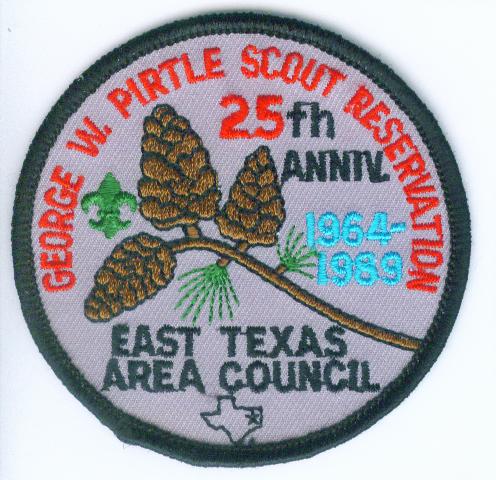 GEORGE W. PIRTLE SCOUT RESERVATION
25th
ANNIV.
1964-
1989
EAST TEXAS
AREA COUNCIL